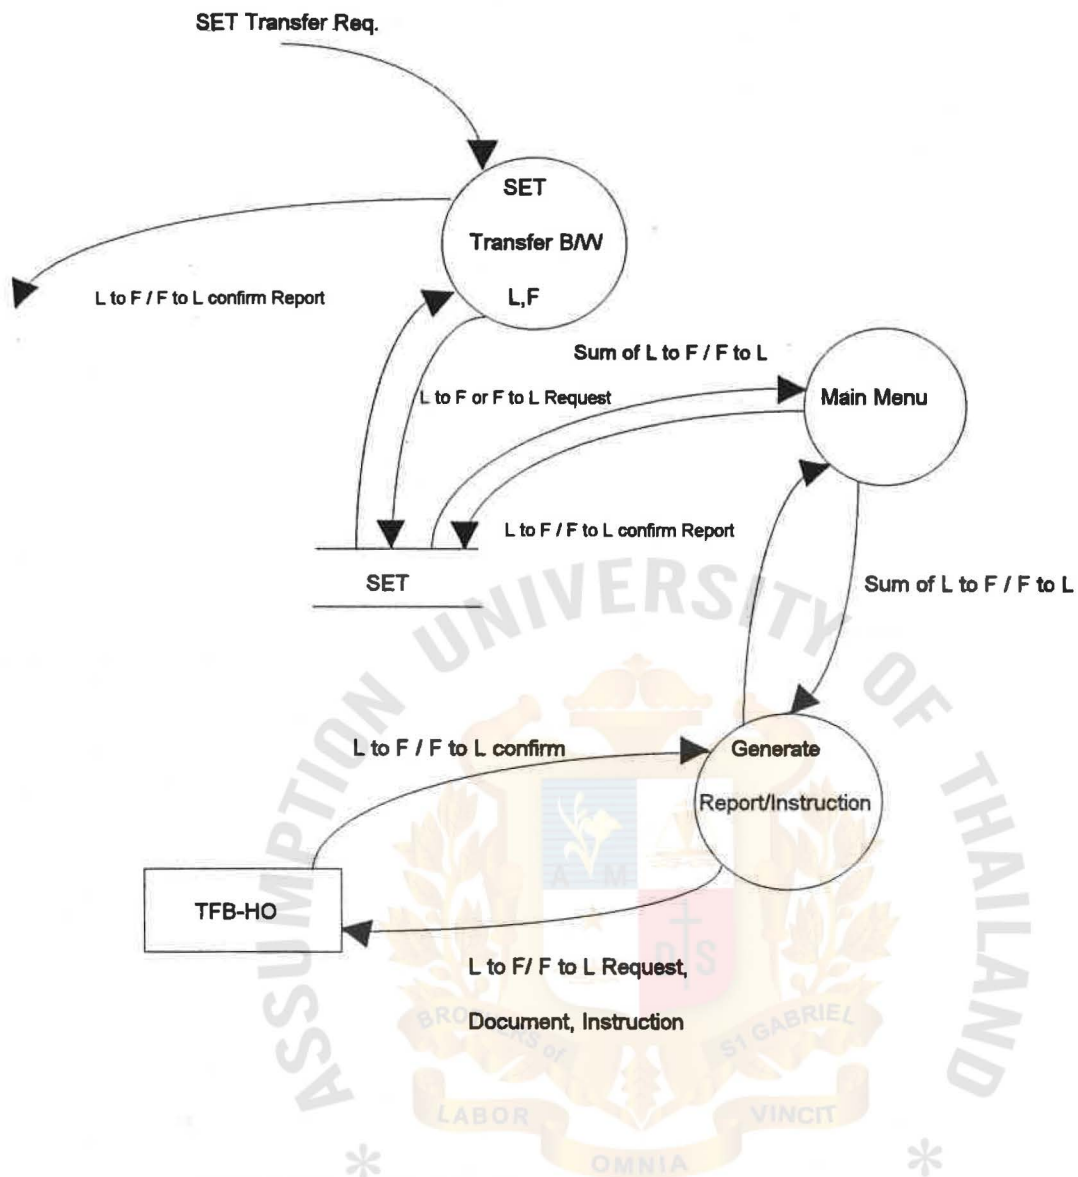 SET Transfer Req.
SET
Transfer B/W
L,F
L to F / F to L confirm Report
Sum of L to F / F to L
L to F or F to L Request
Main Menu
L to F / F to L confirm Report
SET
Sum of L to F / F to L
L to F / F to L confirm
Generate
Report/Instruction
TFB-HO
L to F/ F to L Request,
Document, Instruction
ASSUMPTION UNIVERSITY OF THAILAND
A M
D S
BROTHERS of
S1 GABRIEL
LABOR
VINCIT
OMNIA